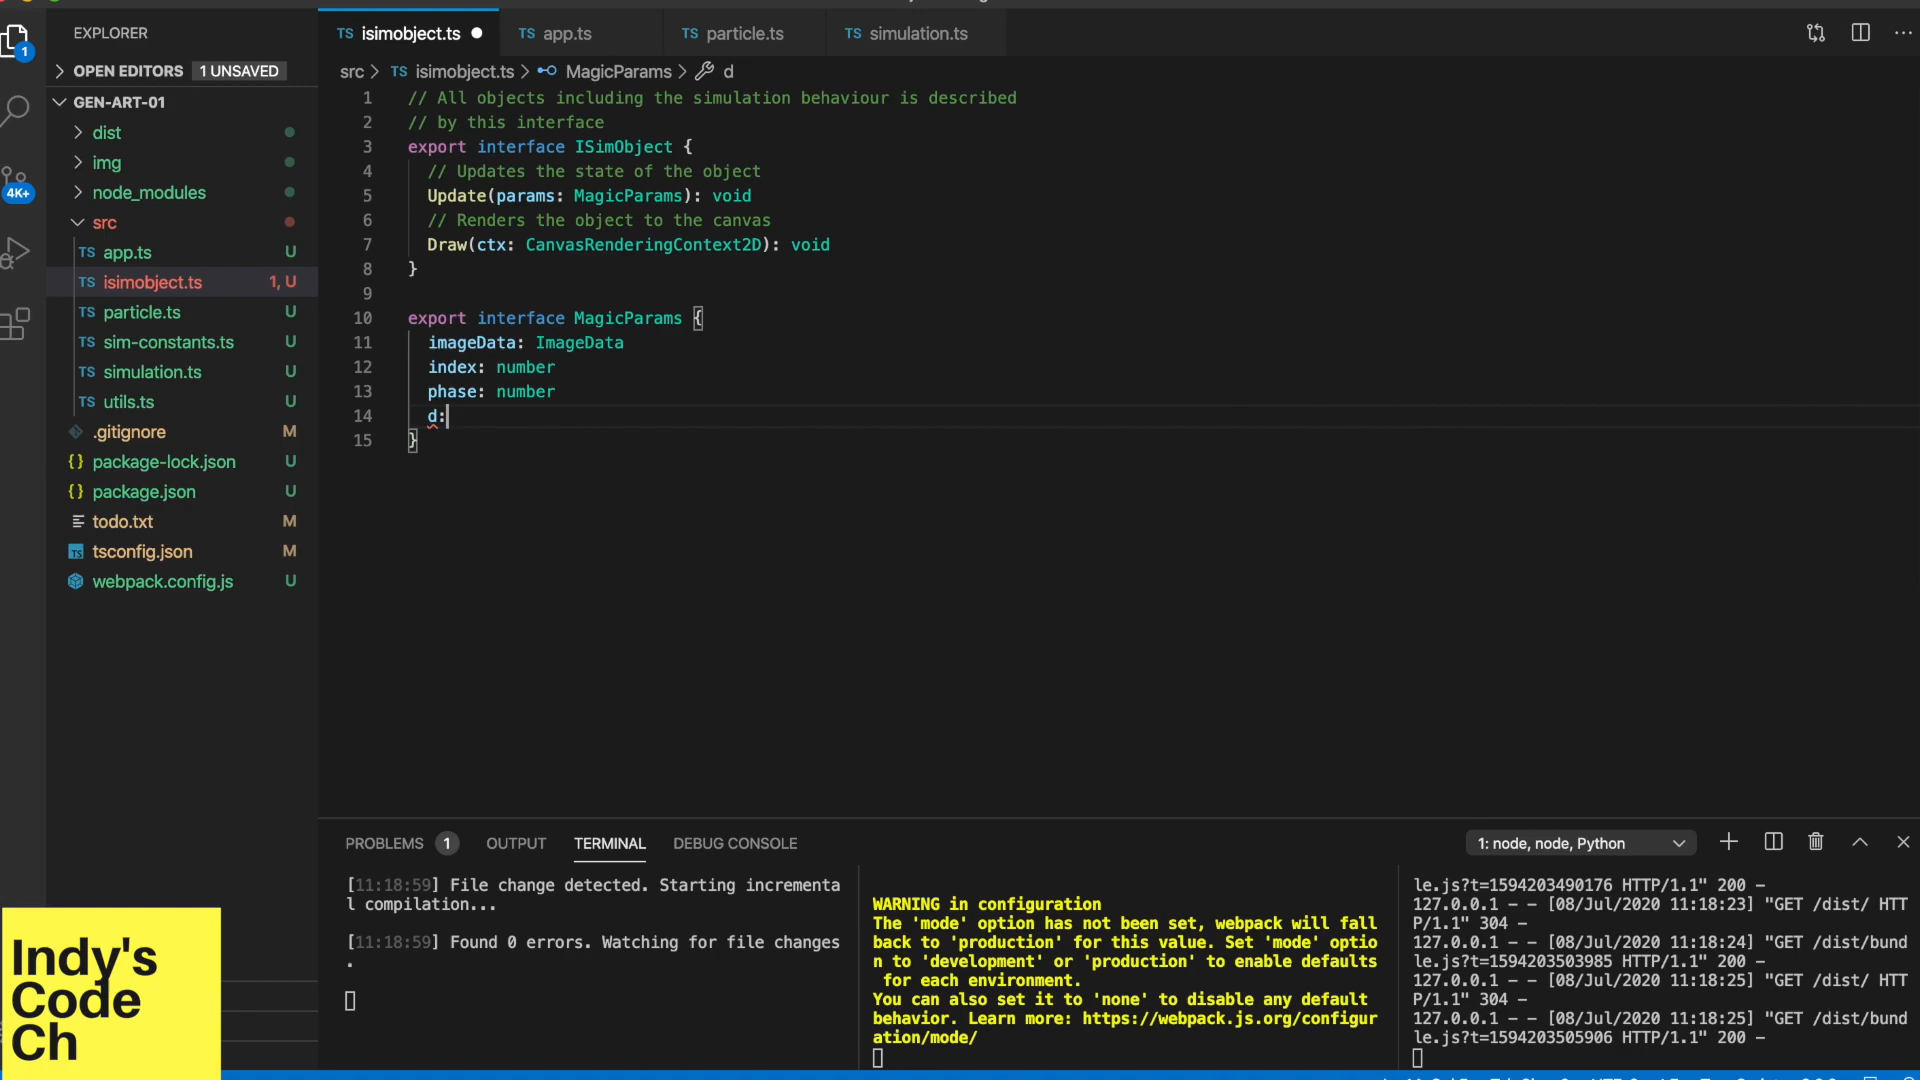 EXPLORER
OPEN EDITORS 1 UNSAVED
GEN-ART-01
dist
img
node_modules
src
TS app.ts U
TS isimobject.ts 1, U
TS particle.ts U
TS sim-constants.ts U
TS simulation.ts U
TS utils.ts U
.gitignore M
{} package-lock.json U
{} package.json U
todo.txt M
TS tsconfig.json M
webpack.config.js U
1
4K+
TS isimobject.ts TS app.ts TS particle.ts TS simulation.ts
src > TS isimobject.ts > MagicParams > d
1 // All objects including the simulation behaviour is described
2 // by this interface
3 export interface ISimObject {
4 // Updates the state of the object
5 Update(params: MagicParams): void
6 // Renders the object to the canvas
7 Draw(ctx: CanvasRenderingContext2D): void
8 }
9
10 export interface MagicParams {
11 imageData: ImageData
12 index: number
13 phase: number
14 d:
15 }
PROBLEMS 1 OUTPUT TERMINAL DEBUG CONSOLE
1: node, node, Python
[11:18:59] File change detected. Starting incrementa
l compilation...
[11:18:59] Found 0 errors. Watching for file changes
.
WARNING in configuration
The 'mode' option has not been set, webpack will fall
back to 'production' for this value. Set 'mode' optio
n to 'development' or 'production' to enable defaults
for each environment.
You can also set it to 'none' to disable any default
behavior. Learn more: https://webpack.js.org/configur
ation/mode/
le.js?t=1594203490176 HTTP/1.1" 200 -
127.0.0.1 - - [08/Jul/2020 11:18:23] "GET /dist/ HTT
P/1.1" 304 -
127.0.0.1 - - [08/Jul/2020 11:18:24] "GET /dist/bund
le.js?t=1594203503985 HTTP/1.1" 200 -
127.0.0.1 - - [08/Jul/2020 11:18:25] "GET /dist/ HTT
P/1.1" 304 -
127.0.0.1 - - [08/Jul/2020 11:18:25] "GET /dist/bund
le.js?t=1594203505906 HTTP/1.1" 200 -
Indy's
Code
Ch